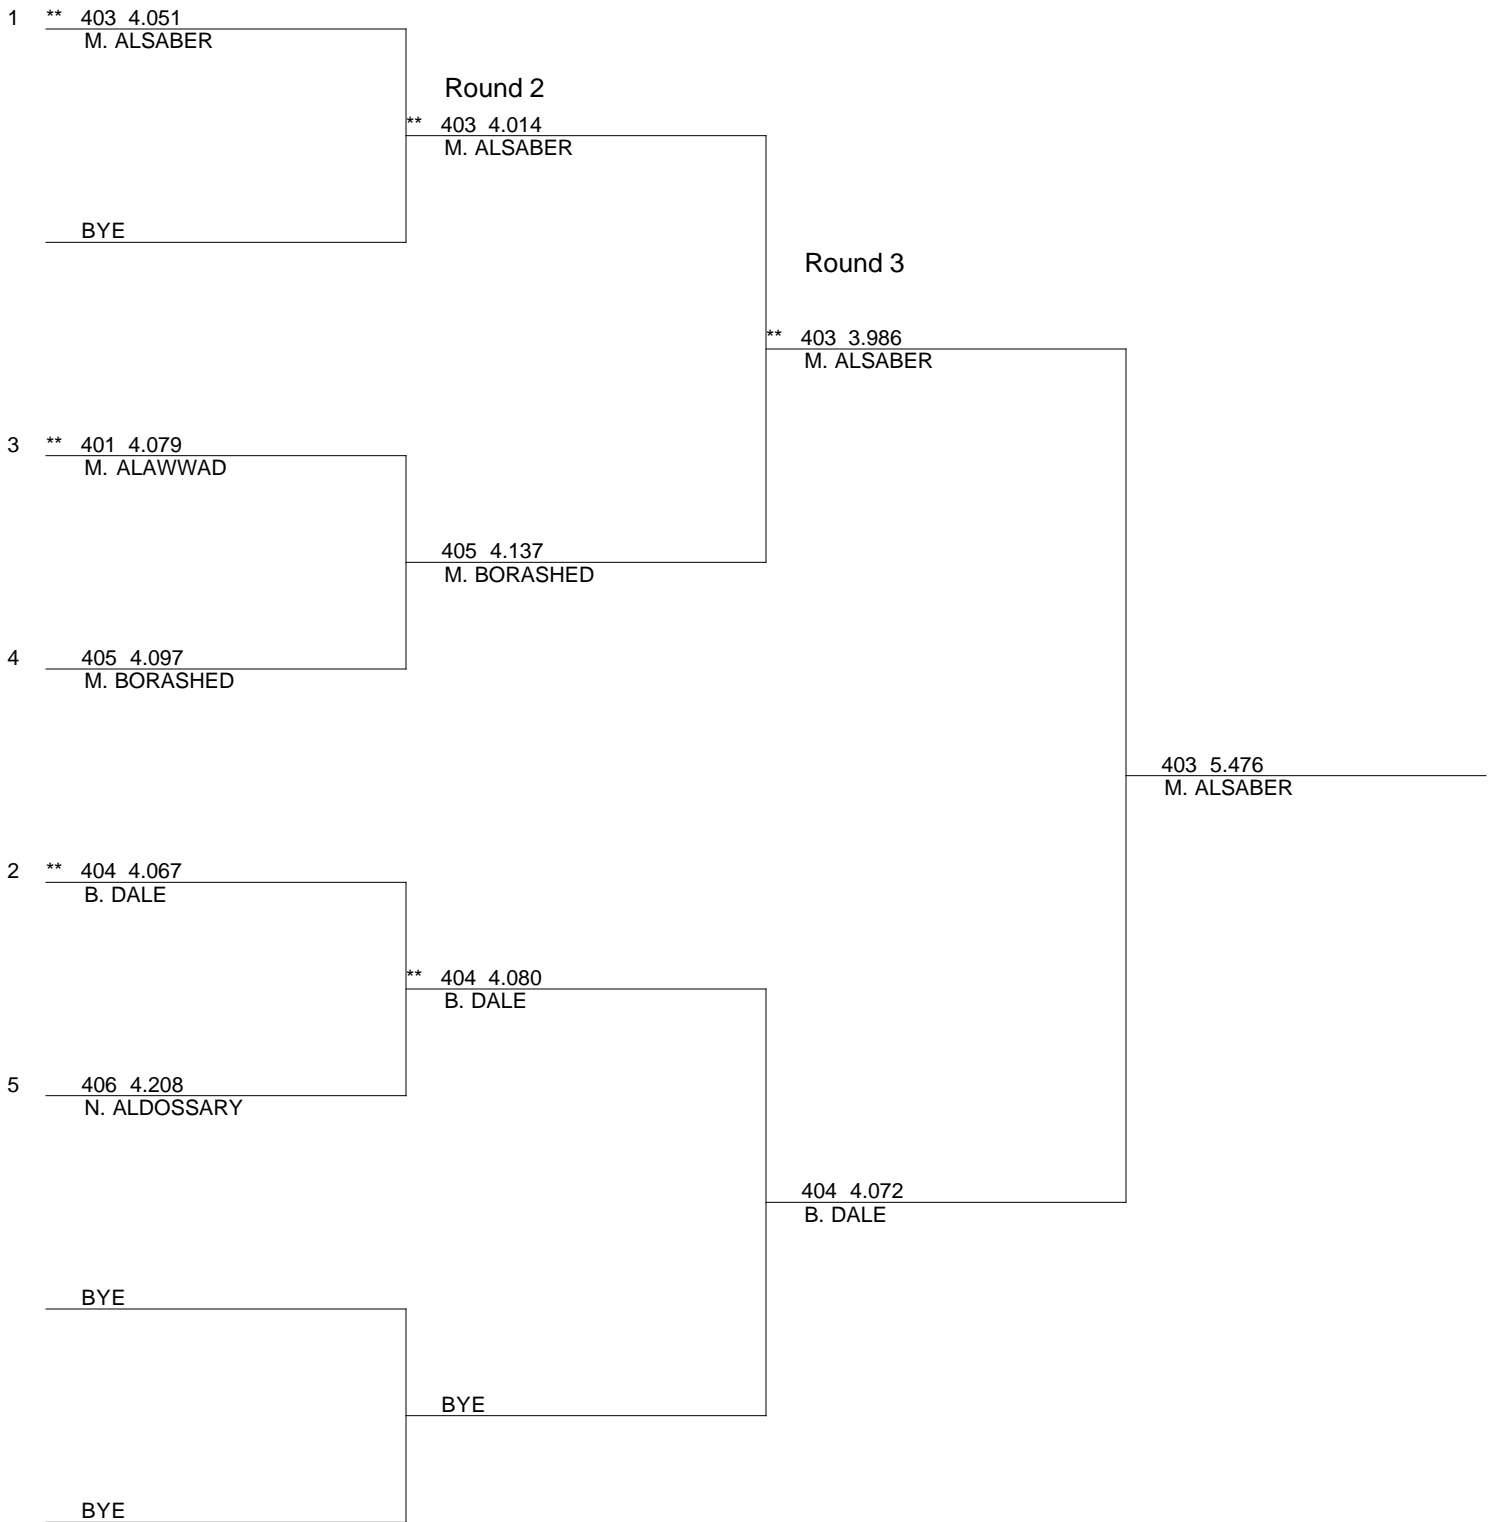 1 ** 403 4.051
M. ALSABER
Round 2
** 403 4.014
M. ALSABER
BYE
Round 3
** 403 3.986
M. ALSABER
3 ** 401 4.079
M. ALAWWAD
405 4.137
M. BORASHED
4 405 4.097
M. BORASHED
403 5.476
M. ALSABER
2 ** 404 4.067
B. DALE
** 404 4.080
B. DALE
5 406 4.208
N. ALDOSSARY
404 4.072
B. DALE
BYE
BYE
BYE